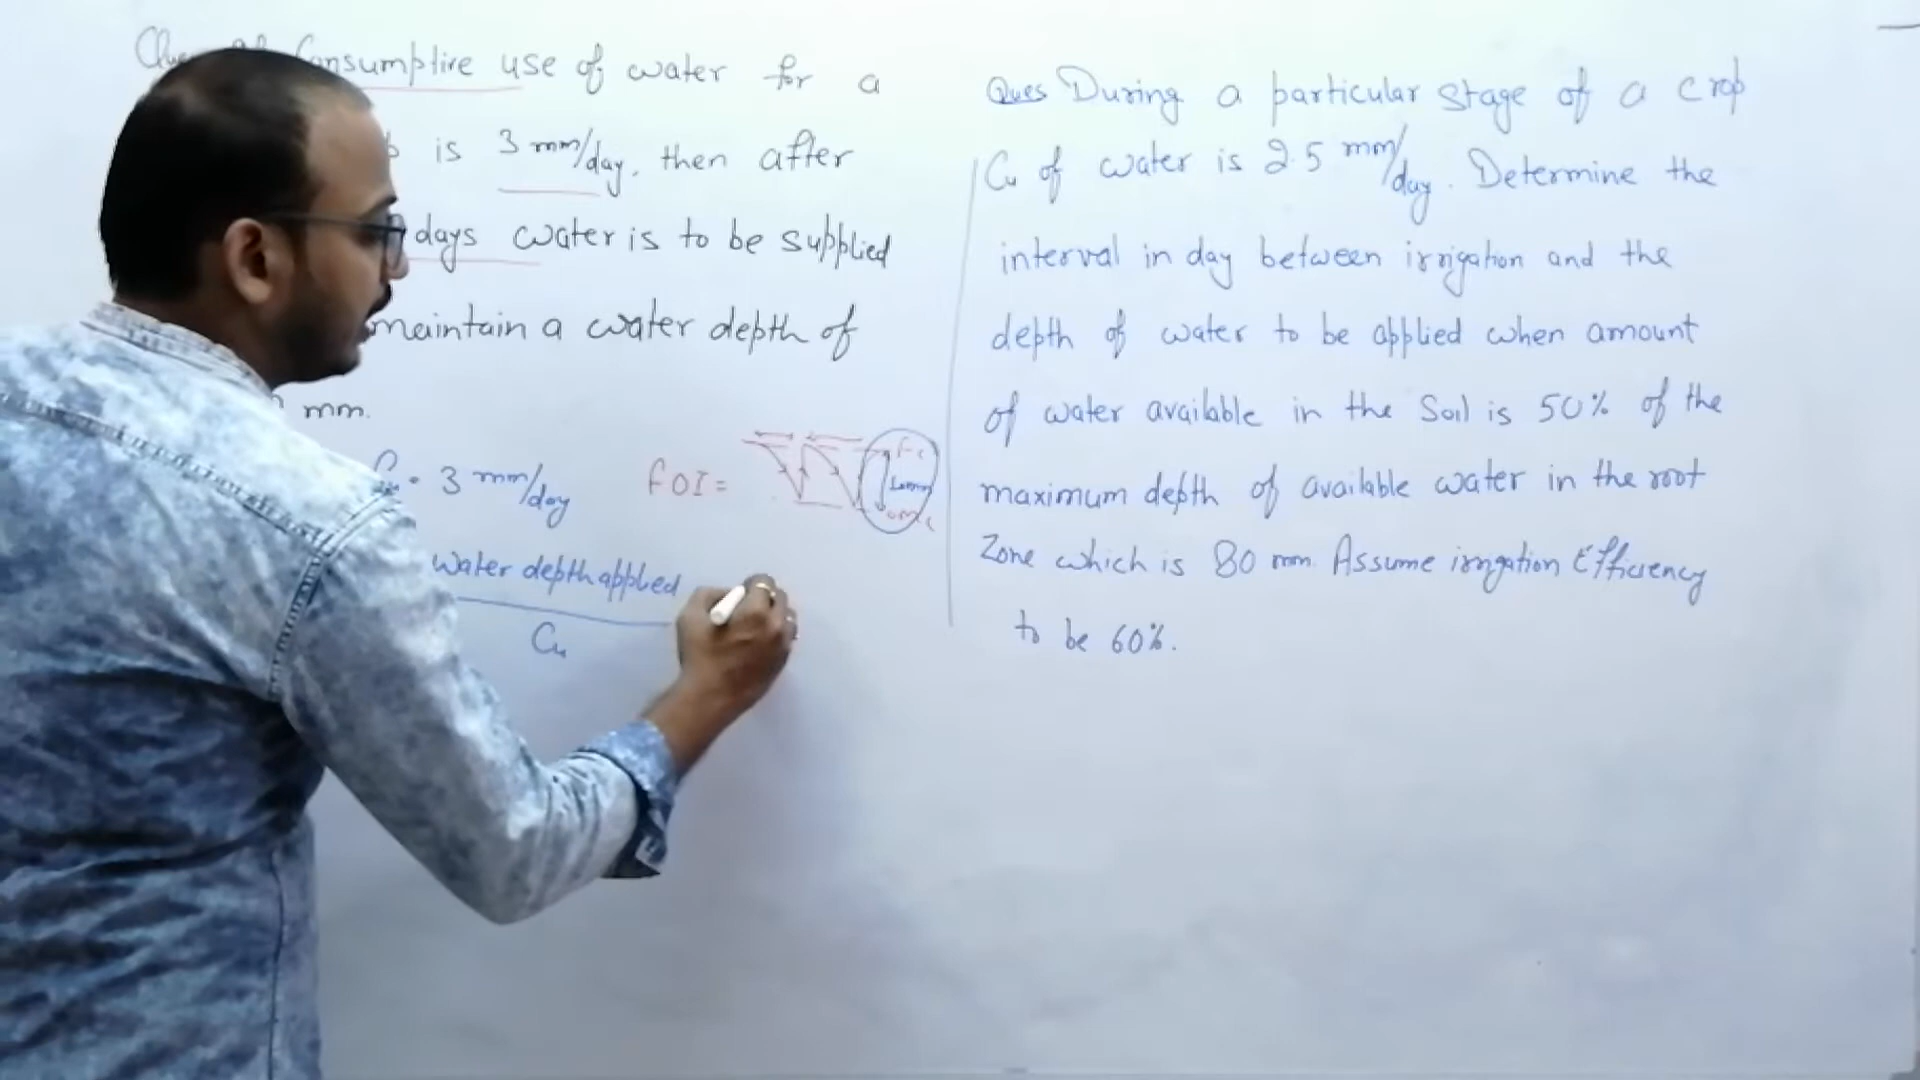 Consumptive use of water for a
is 3 mm/day, then after
days water is to be supplied
maintain a water depth of
mm.
Cu = 3 mm/day
FOI =
F.C
OMC
water depth applied
Cu
Ques During a particular stage of a crop
Cu of water is 2.5 mm/day. Determine the
interval in day between irrigation and the
depth of water to be applied when amount
of water available in the Soil is 50% of the
maximum depth of available water in the root
Zone which is 80 mm. Assume irrigation Efficiency
to be 60%.